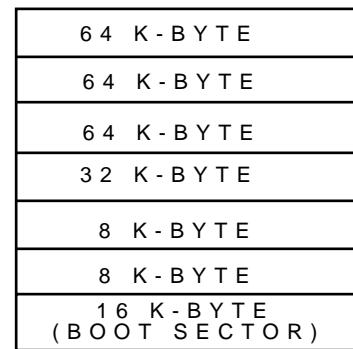 64 K-BYTE
64 K-BYTE
64 K-BYTE
32 K-BYTE
8 K-BYTE
8 K-BYTE
16 K-BYTE
(BOOT SECTOR)